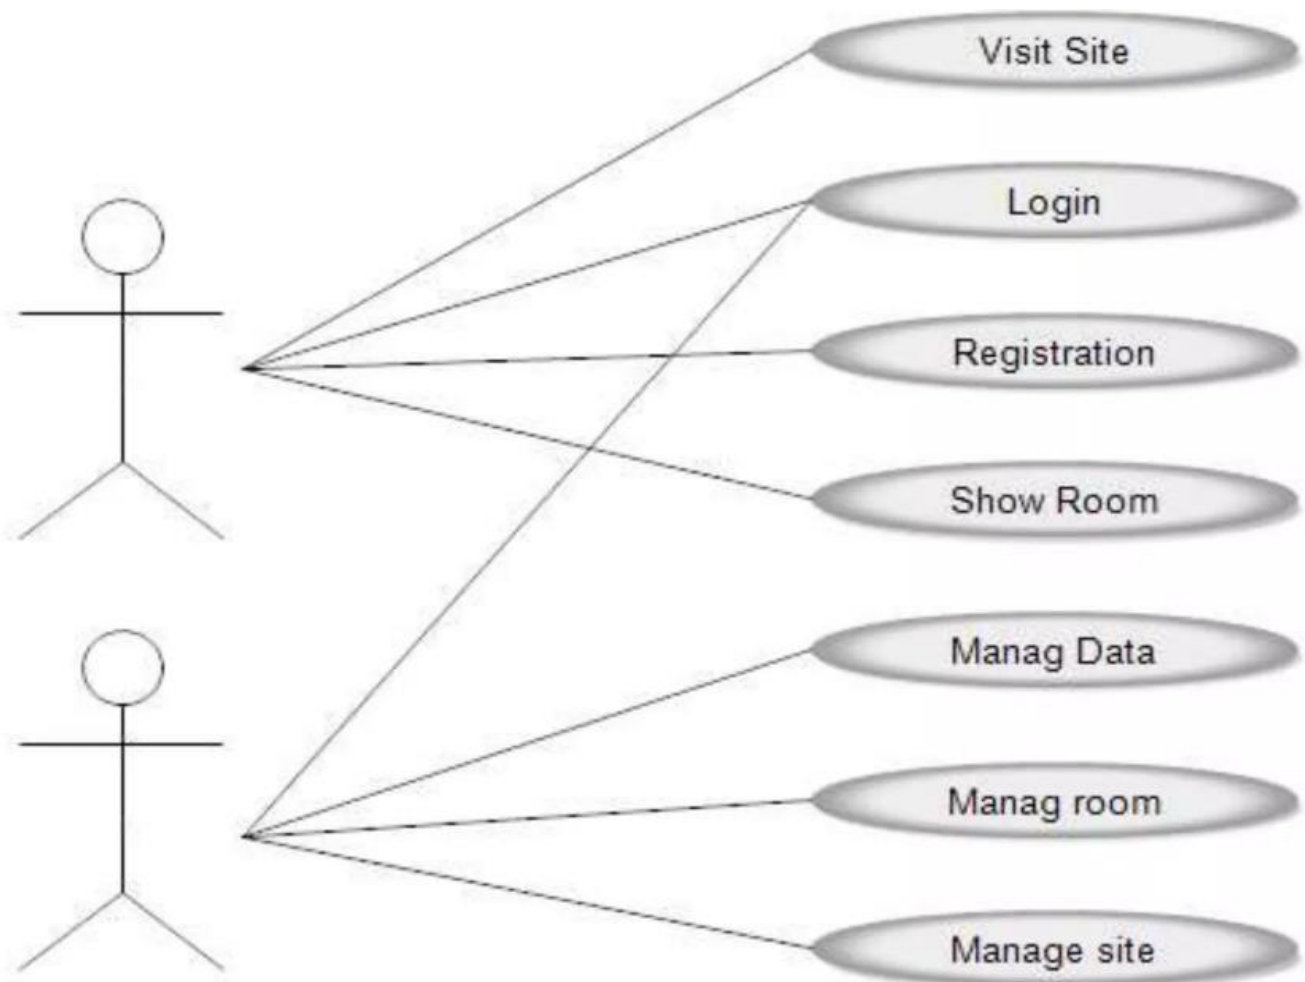 Visit Site
Login
Registration
Show Room
Manag Data
Manag room
Manage site